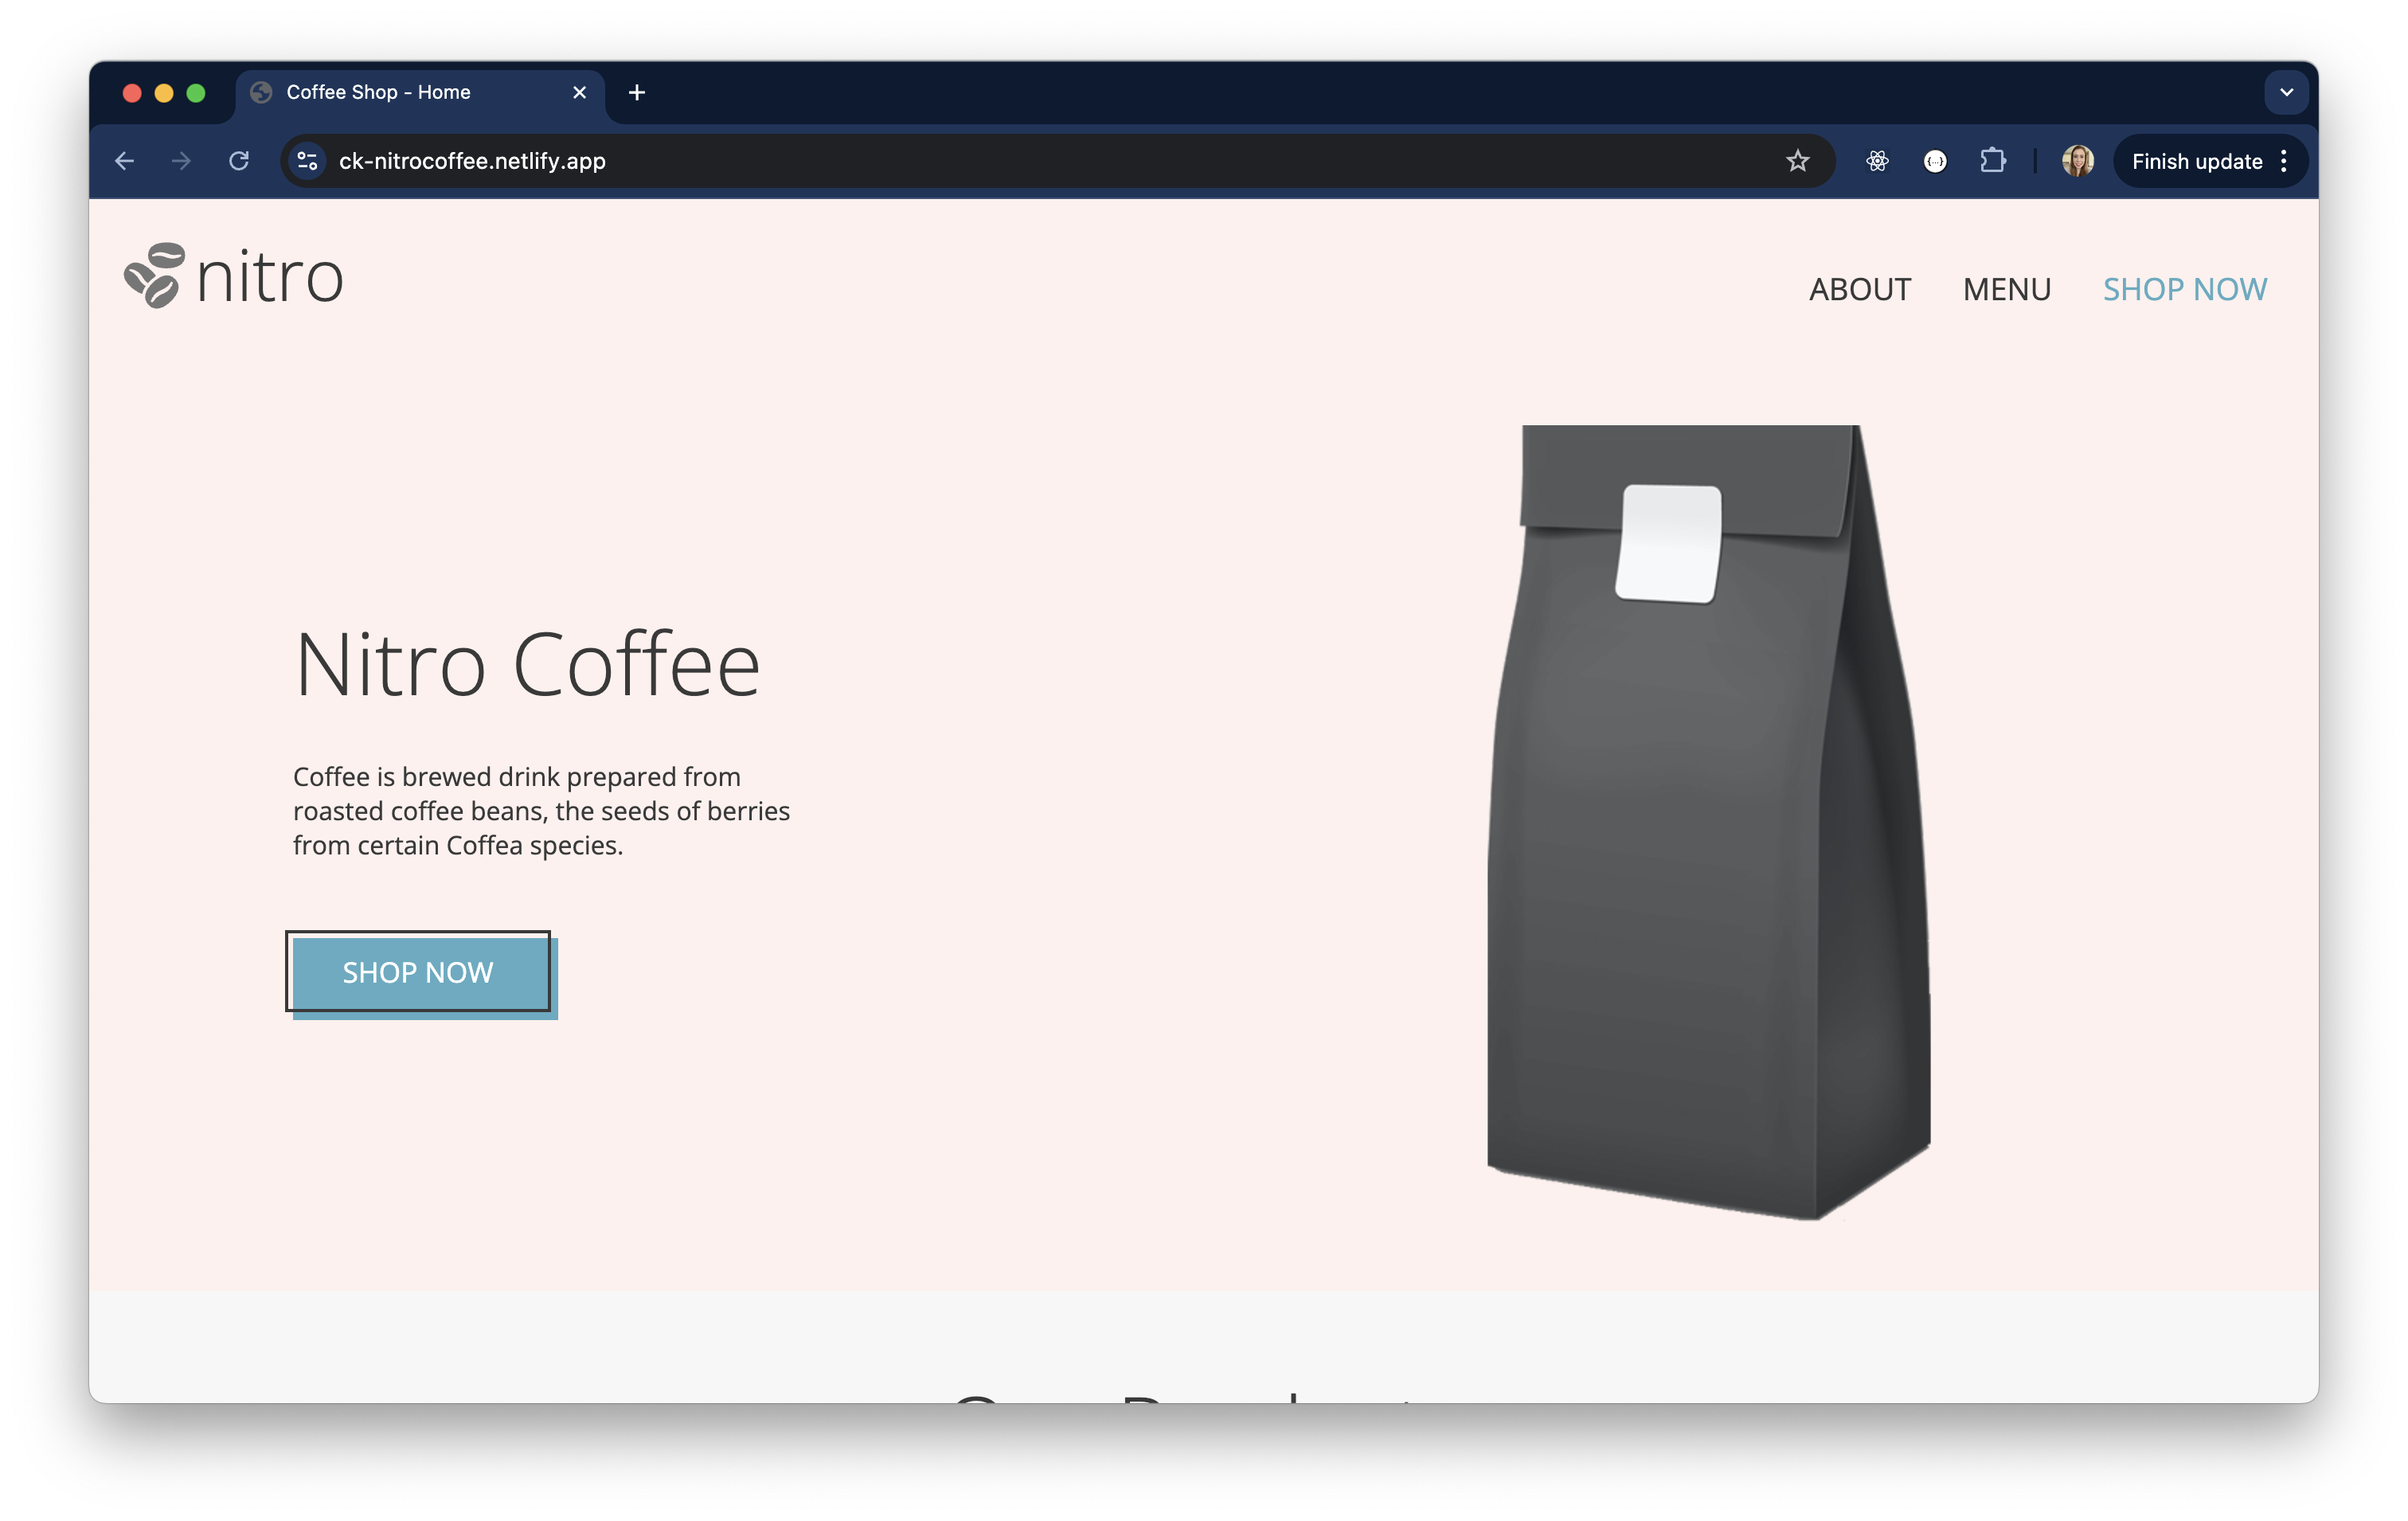 Coffee Shop - Home
ck-nitrocoffee.netlify.app
Finish update
nitro
ABOUT MENU SHOP NOW
Nitro Coffee
Coffee is brewed drink prepared from
roasted coffee beans, the seeds of berries
from certain Coffea species.
SHOP NOW